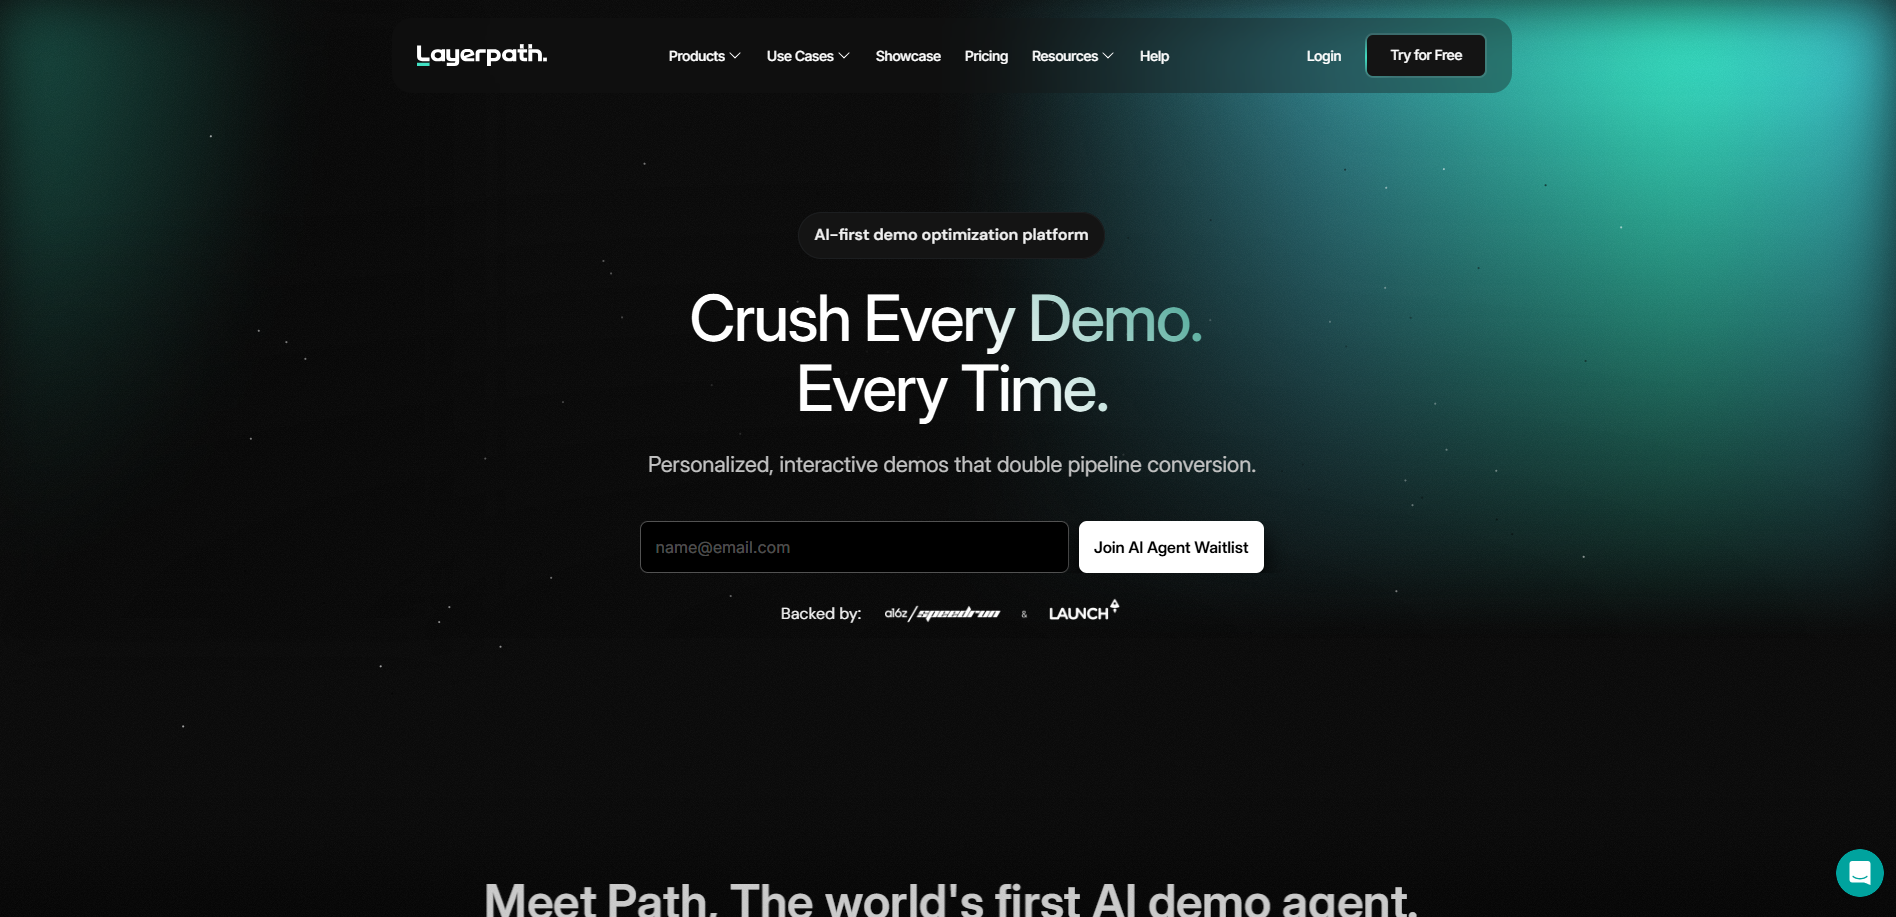 Layerpath.
Products
Use Cases
Showcase
Pricing
Resources
Help
Login
Try for Free
AI-first demo optimization platform
Crush Every Demo.
Every Time.
Personalized, interactive demos that double pipeline conversion.
name@email.com
Join AI Agent Waitlist
Backed by: a16z/speedrun & LAUNCH
Meet Path, The world's first AI demo agent.